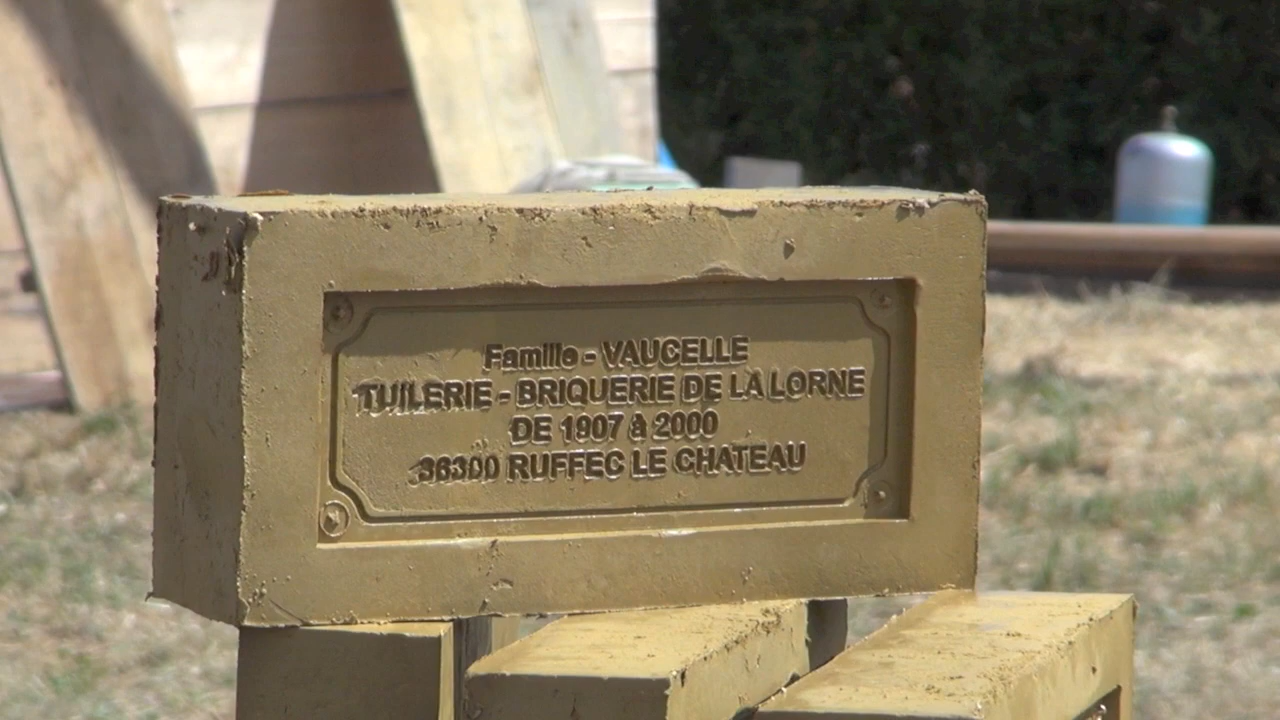 Famille - VAUCELLE
TUILERIE - BRIQUERIE DE LA LORNE
DE 1907 à 2000
36300 RUFFEC LE CHATEAU